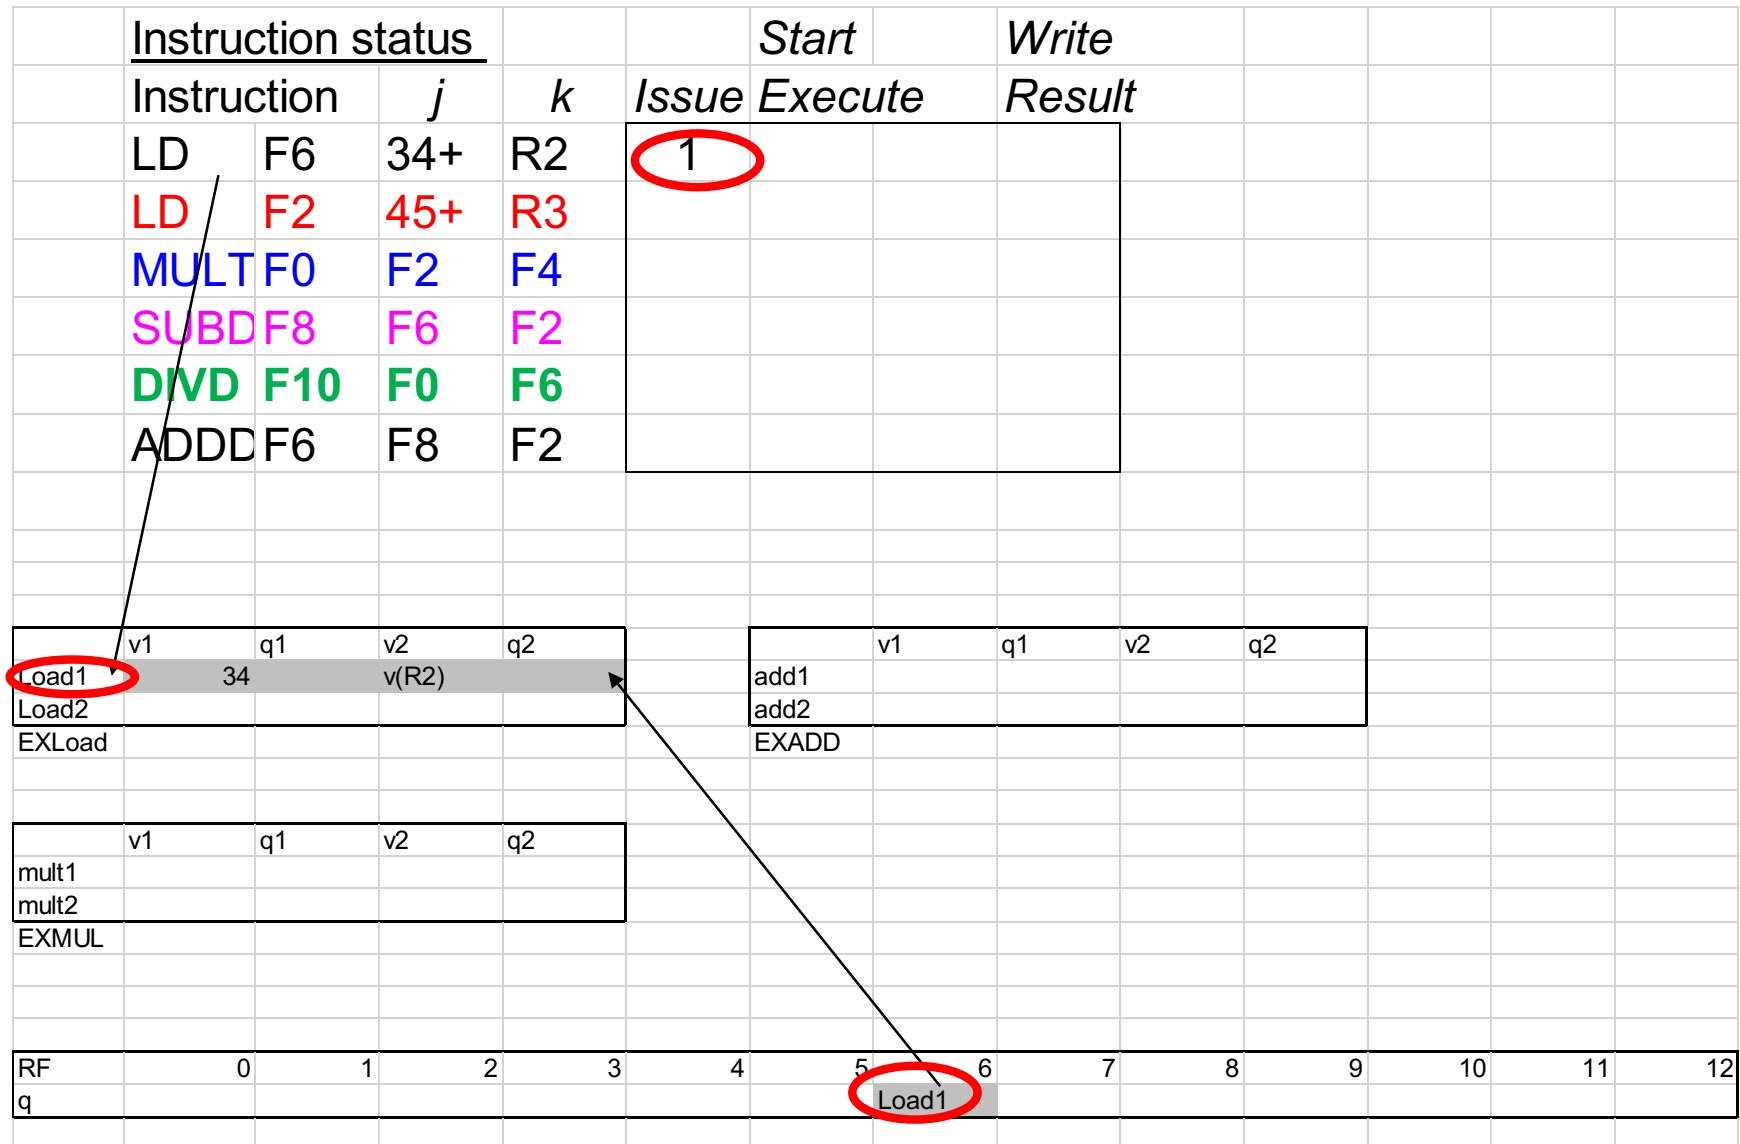 Instruction status Start Write
Instruction j k Issue Execute Result
LD F6 34+ R2 1
LD F2 45+ R3
MULT F0 F2 F4
SUBD F8 F6 F2
DIVD F10 F0 F6
ADDD F6 F8 F2
v1 q1 v2 q2 v1 q1 v2 q2
Load1 34 v(R2) add1
Load2 add2
EXLoad EXADD
v1 q1 v2 q2
mult1
mult2
EXMUL
RF 0 1 2 3 4 5 6 7 8 9 10 11 12
q Load1